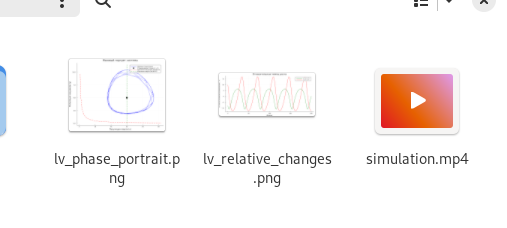 lv_phase_portrait.p
ng
lv_relative_changes
.png
simulation.mp4